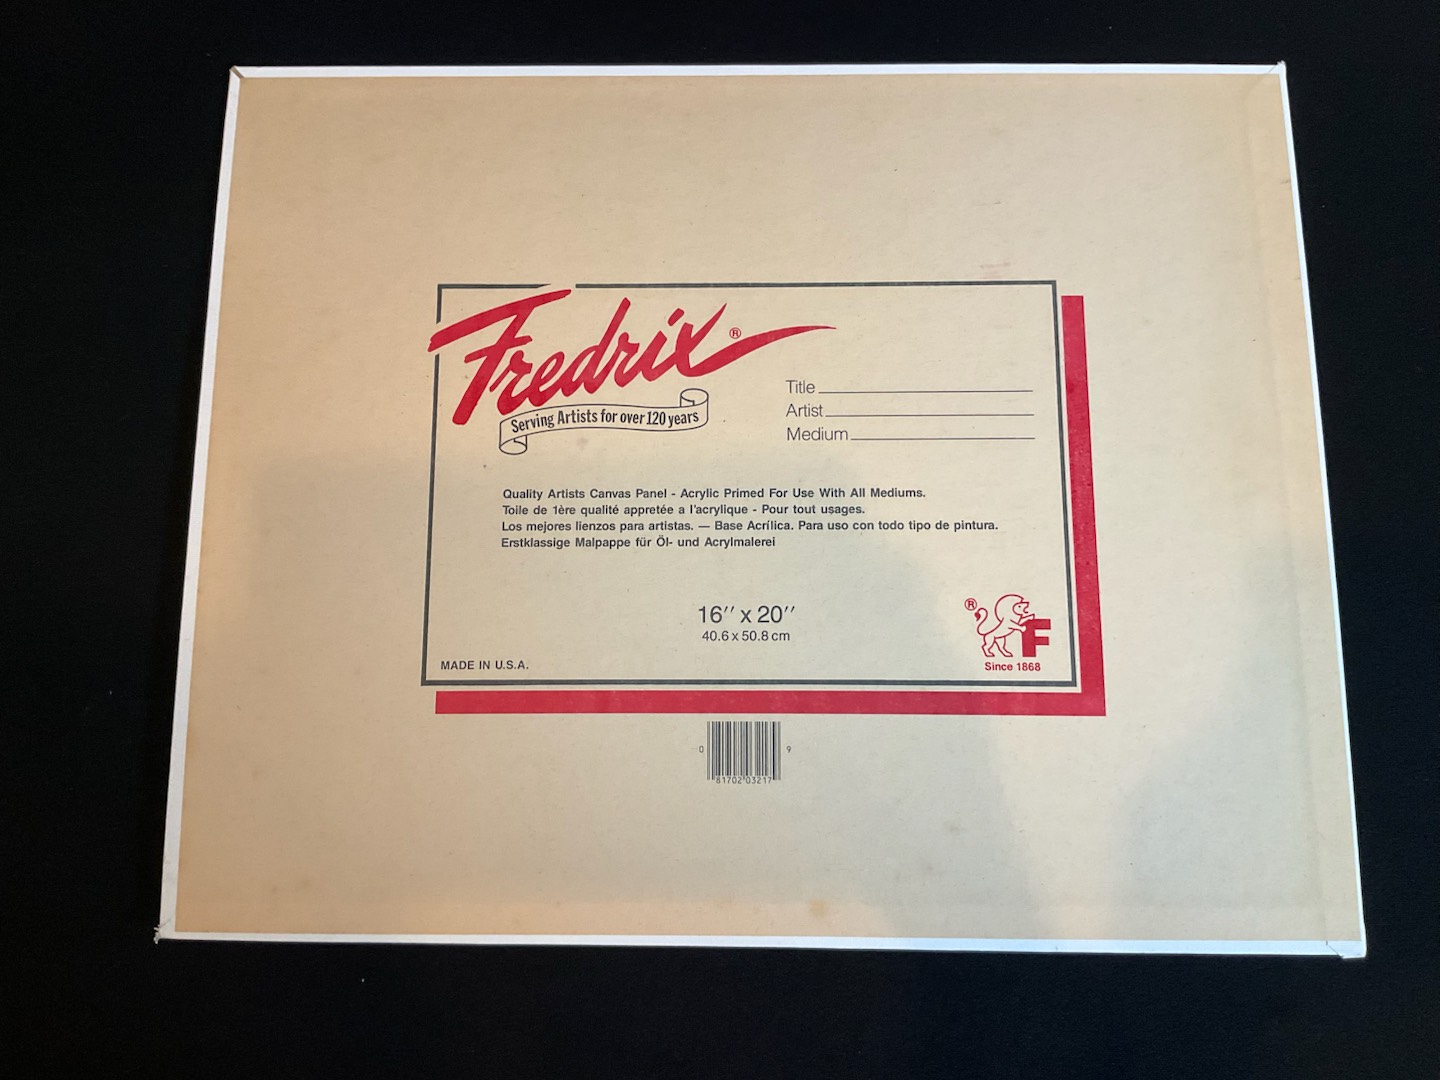 Fredrix®
Serving Artists for over 120 years
Title
Artist
Medium
Quality Artists Canvas Panel - Acrylic Primed For Use With All Mediums.
Toile de 1ère qualité appretée a l'acrylique - Pour tout usages.
Los mejores lienzos para artistas. — Base Acrílica. Para uso con todo tipo de pintura.
Erstklassige Malpappe für Öl- und Acrylmalerei
16″ x 20″
40.6 x 50.8 cm
MADE IN U.S.A.
® F
Since 1868
0 81702 03217 9